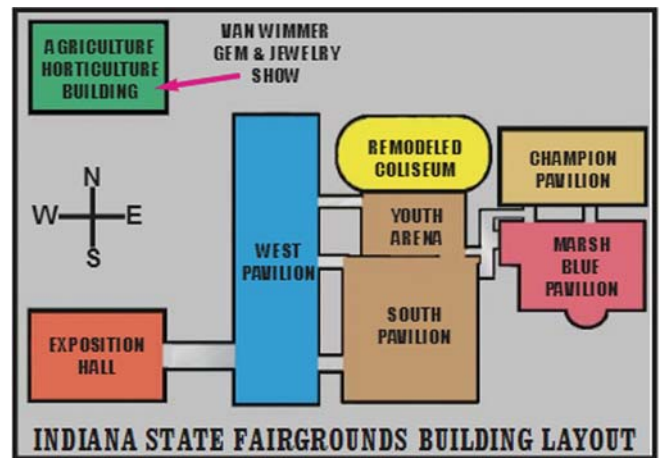 AGRICULTURE
HORTICULTURE
BUILDING
VAN WIMMER
GEM & JEWELRY
SHOW
REMODELED
COLISEUM
CHAMPION
PAVILION
N
W
E
S
YOUTH
ARENA
WEST
PAVILION
MARSH
BLUE
PAVILION
SOUTH
PAVILION
EXPOSITION
HALL
INDIANA STATE FAIRGROUNDS BUILDING LAYOUT